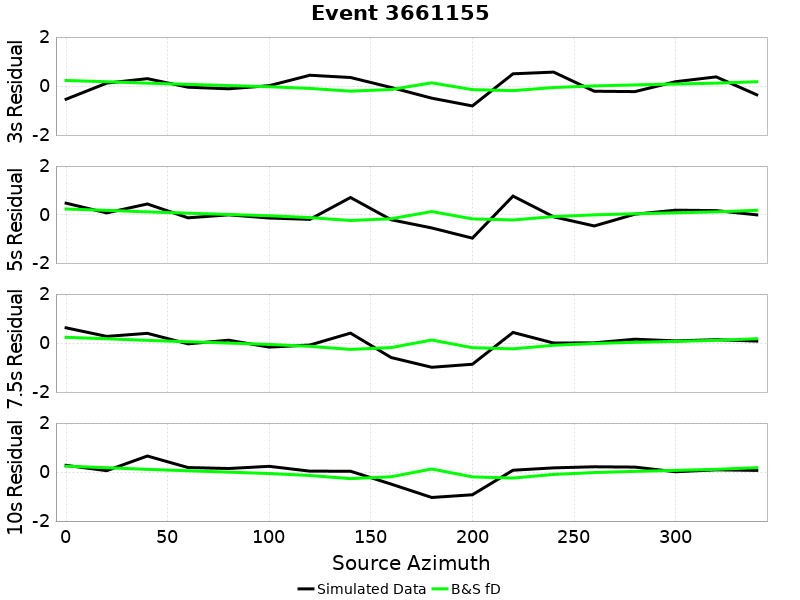 Event 3661155
2
0
-2
3s Residual
2
0
-2
5s Residual
2
0
-2
7.5s Residual
2
0
-2
10s Residual
0 50 100 150 200 250 300
Source Azimuth
Simulated Data B&S fD